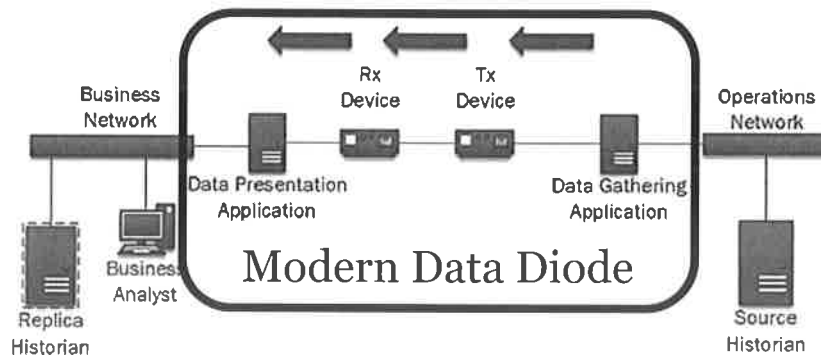 Rx
Device
Tx
Device
Business
Network
Operations
Network
Data Presentation
Application
Data Gathering
Application
Business
Analyst
Modern Data Diode
Replica
Historian
Source
Historian